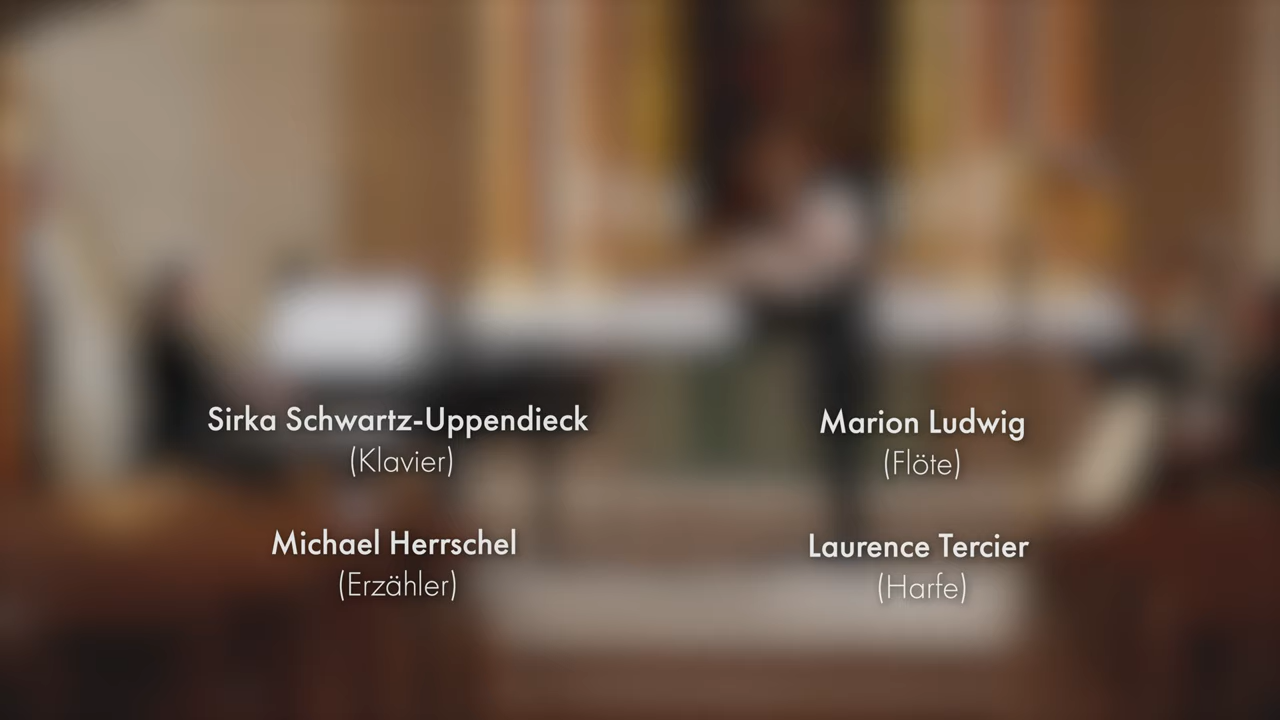 Sirka Schwartz-Uppendieck
(Klavier)
Marion Ludwig
(Flöte)
Michael Herrschel
(Erzähler)
Laurence Tercier
(Harfe)